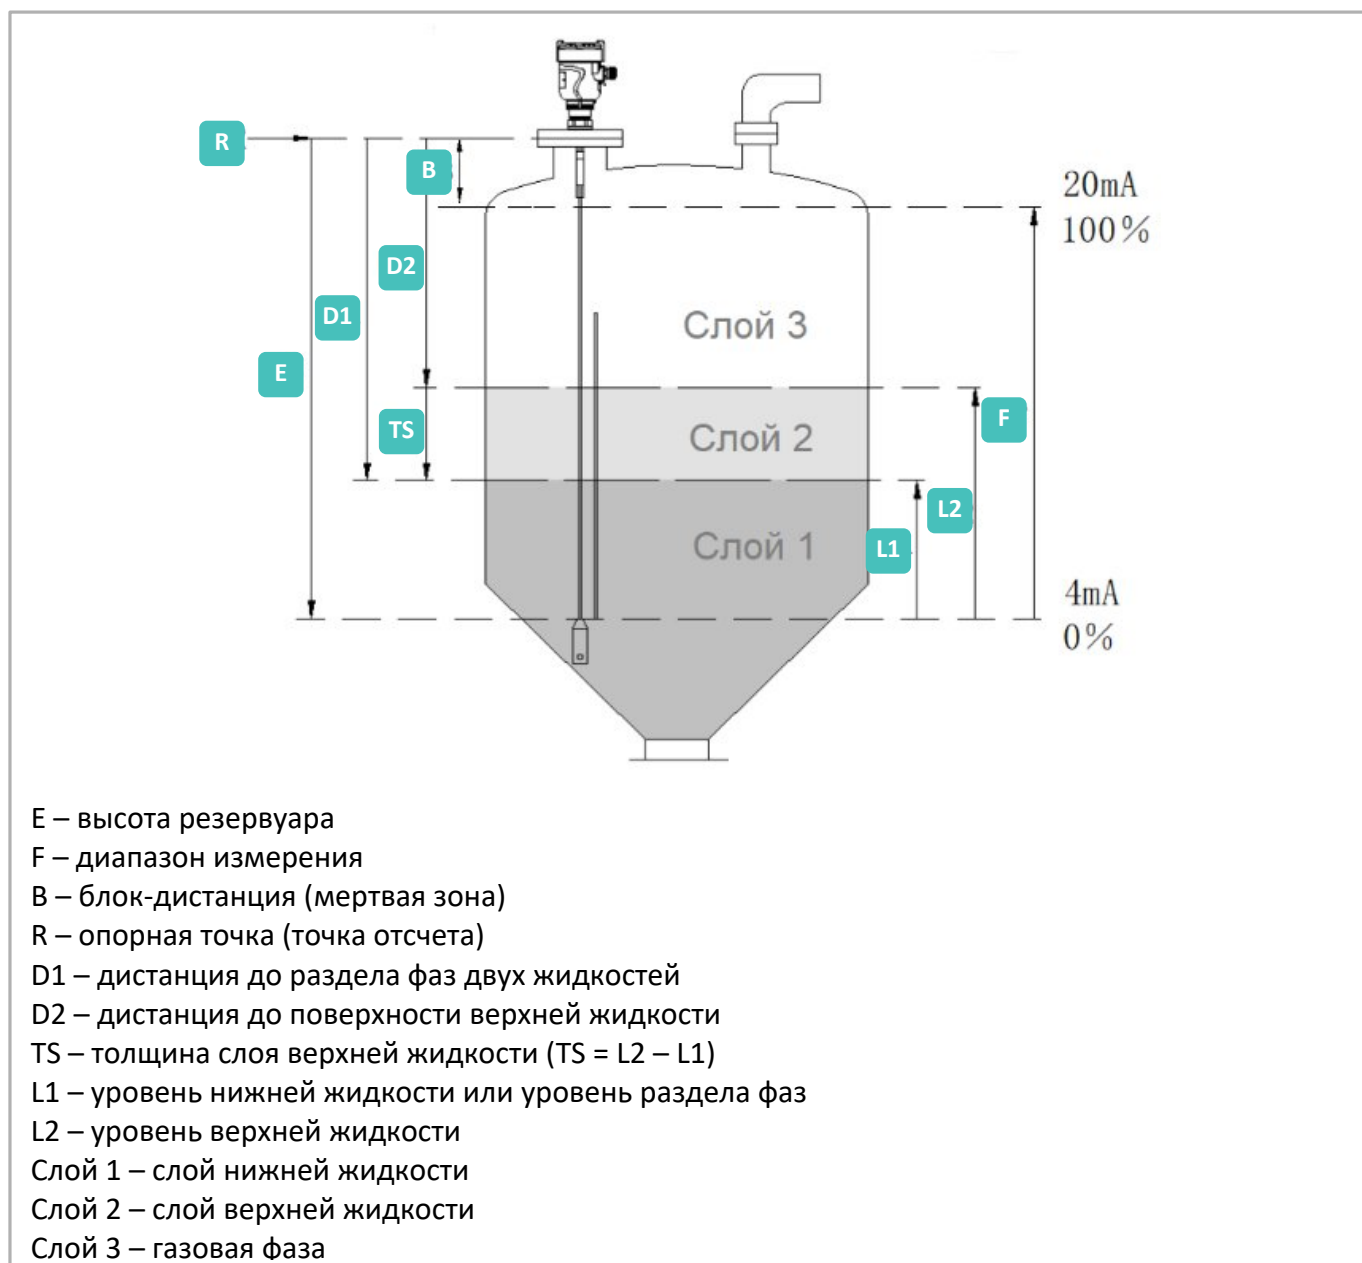 R
B
20mA
100%
D2
D1
Слой 3
E
F
TS
Слой 2
L2
L1
Слой 1
4mA
0%
E – высота резервуара
F – диапазон измерения
B – блок-дистанция (мертвая зона)
R – опорная точка (точка отсчета)
D1 – дистанция до раздела фаз двух жидкостей
D2 – дистанция до поверхности верхней жидкости
TS – толщина слоя верхней жидкости (TS = L2 – L1)
L1 – уровень нижней жидкости или уровень раздела фаз
L2 – уровень верхней жидкости
Слой 1 – слой нижней жидкости
Слой 2 – слой верхней жидкости
Слой 3 – газовая фаза